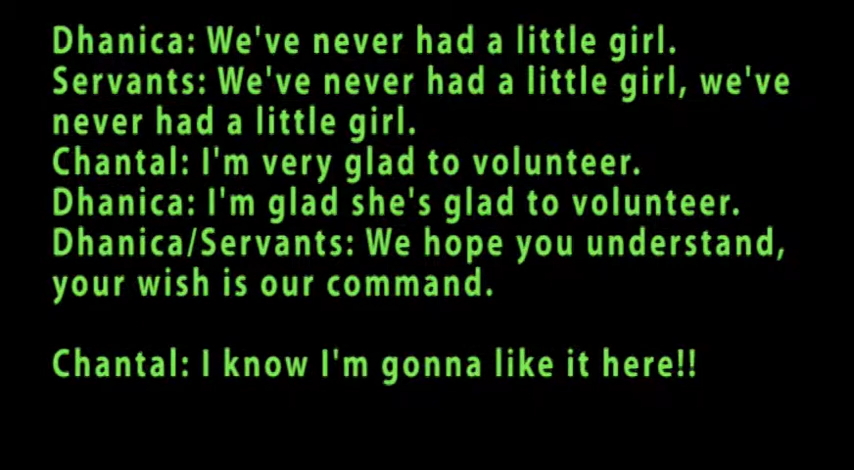 Dhanica: We've never had a little girl.
Servants: We've never had a little girl, we've
never had a little girl.
Chantal: I'm very glad to volunteer.
Dhanica: I'm glad she's glad to volunteer.
Dhanica/Servants: We hope you understand,
your wish is our command.
Chantal: I know I'm gonna like it here!!